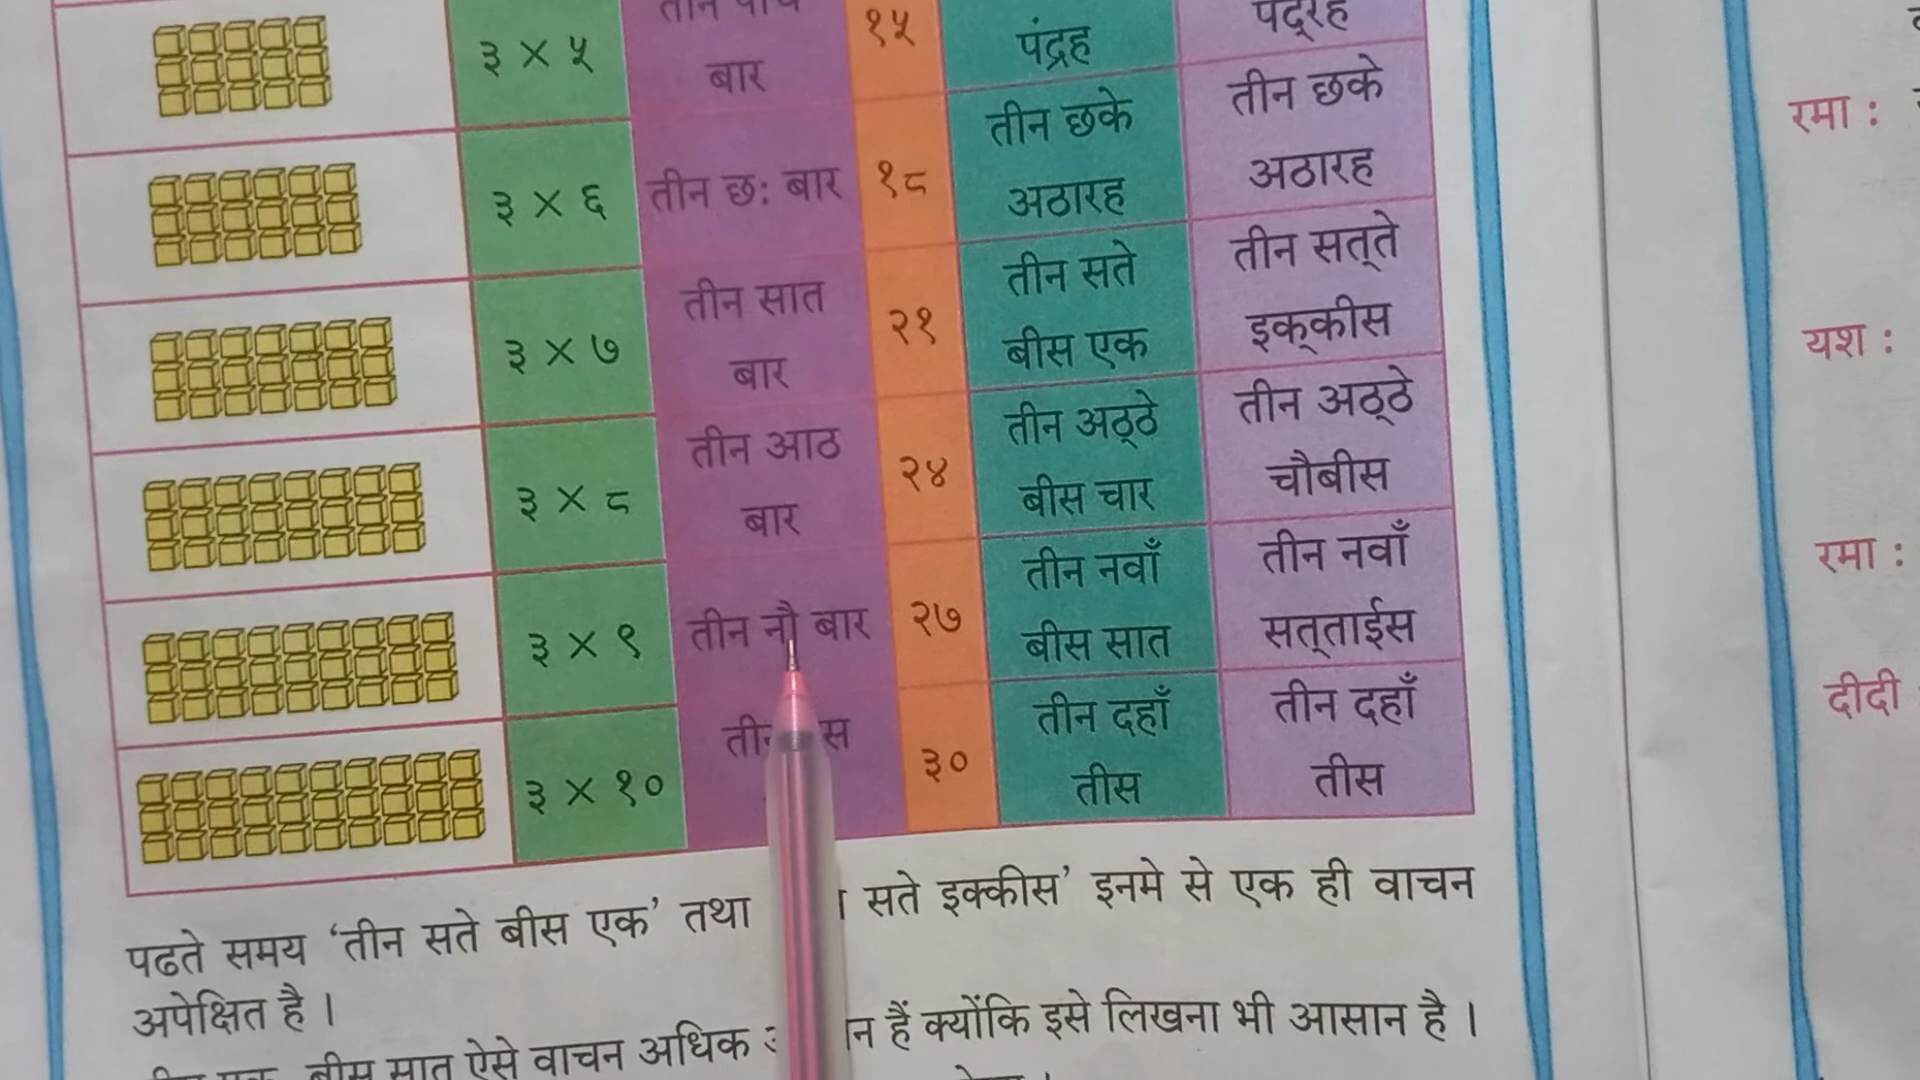 ३ × ५
बार
१५
पंद्रह
पंद्रह
३ × ६
तीन छः बार
१८
तीन छके
अठारह
तीन छके
अठारह
३ × ७
तीन सात
बार
२१
तीन सते
बीस एक
तीन सत्‌ते
इक्‌कीस
३ × ८
तीन आठ
बार
२४
तीन अठ्ठे
बीस चार
तीन अठ्ठे
चौबीस
३ × ९
तीन नौ बार
२७
तीन नवाँ
बीस सात
तीन नवाँ
सत्‌ताईस
३ × १०
३०
तीन दहाँ
तीस
तीन दहाँ
तीस
पढते समय ‘तीन सते बीस एक’ तथा सते इक्कीस’ इनमे से एक ही वाचन
अपेक्षित है ।
बीस सात ऐसे वाचन अधिक हैं क्योंकि इसे लिखना भी आसान है ।
रमा :
यश :
रमा :
दीदी